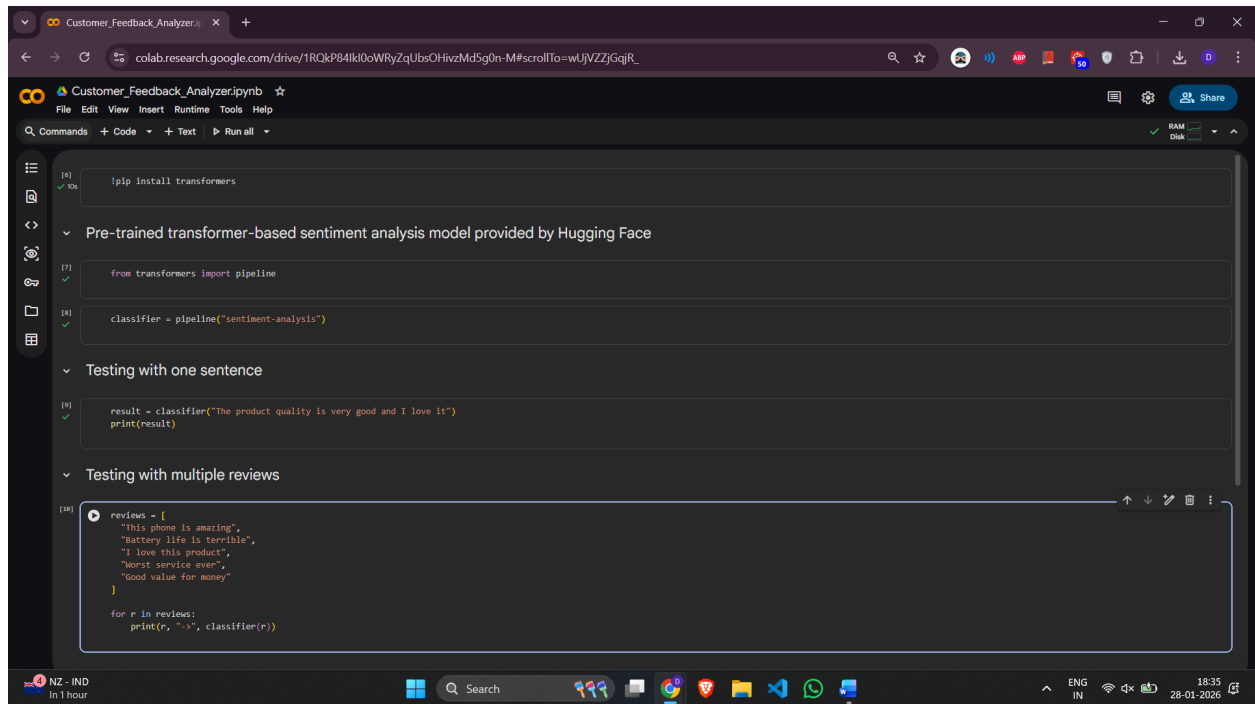 Customer_Feedback_Analyzer.ip
colab.research.google.com/drive/1RQkP84lkl0oWRyZqUbsOHivzMd5g0n-M#scrollTo=wUjVZZjGqjR_
ABP
50
D
CO
Customer_Feedback_Analyzer.ipynb
File Edit View Insert Runtime Tools Help
Share
Commands + Code + Text Run all
RAM
Disk
[6]
10s
!pip install transformers
Pre-trained transformer-based sentiment analysis model provided by Hugging Face
[7]
from transformers import pipeline
[8]
classifier = pipeline("sentiment-analysis")
Testing with one sentence
[9]
result = classifier("The product quality is very good and I love it")
print(result)
Testing with multiple reviews
[10]
reviews = [
"This phone is amazing",
"Battery life is terrible",
"I love this product",
"Worst service ever",
"Good value for money"
]
for r in reviews:
print(r, "->", classifier(r))
4
NZ - IND
In 1 hour
Search
D
ENG
IN
18:35
28-01-2026